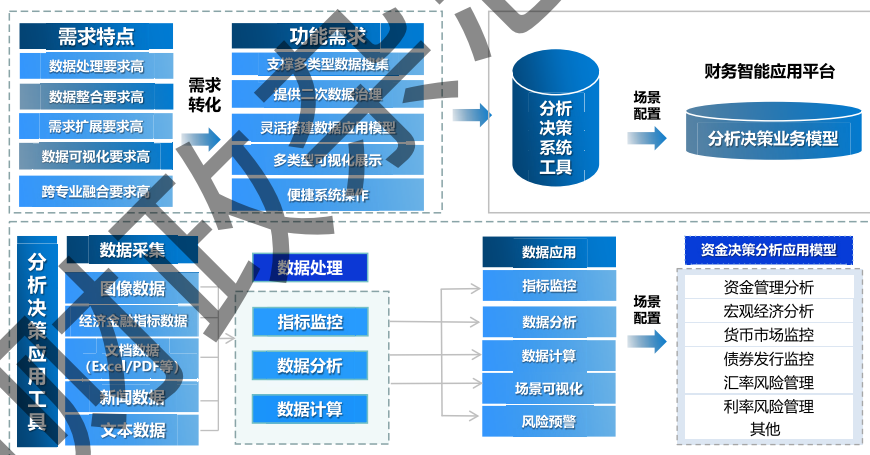 需求特点
数据处理要求高
数据整合要求高
需求扩展要求高
数据可视化要求高
跨专业融合要求高
需求
转化
功能需求
支撑多类型数据搜集
提供二次数据治理
灵活搭建数据应用模型
多类型可视化展示
便捷系统操作
分析
决策
系统
工具
场景
配置
财务智能应用平台
分析决策业务模型
分析决策应用工具
数据采集
图像数据
经济金融指标数据
文档数据
（Excel/PDF等）
新闻数据
文本数据
数据处理
指标监控
数据分析
数据计算
数据应用
指标监控
数据分析
数据计算
场景可视化
风险预警
场景
配置
资金决策分析应用模型
资金管理分析
宏观经济分析
货币市场监控
债券发行监控
汇率风险管理
利率风险管理
其他
财政杂